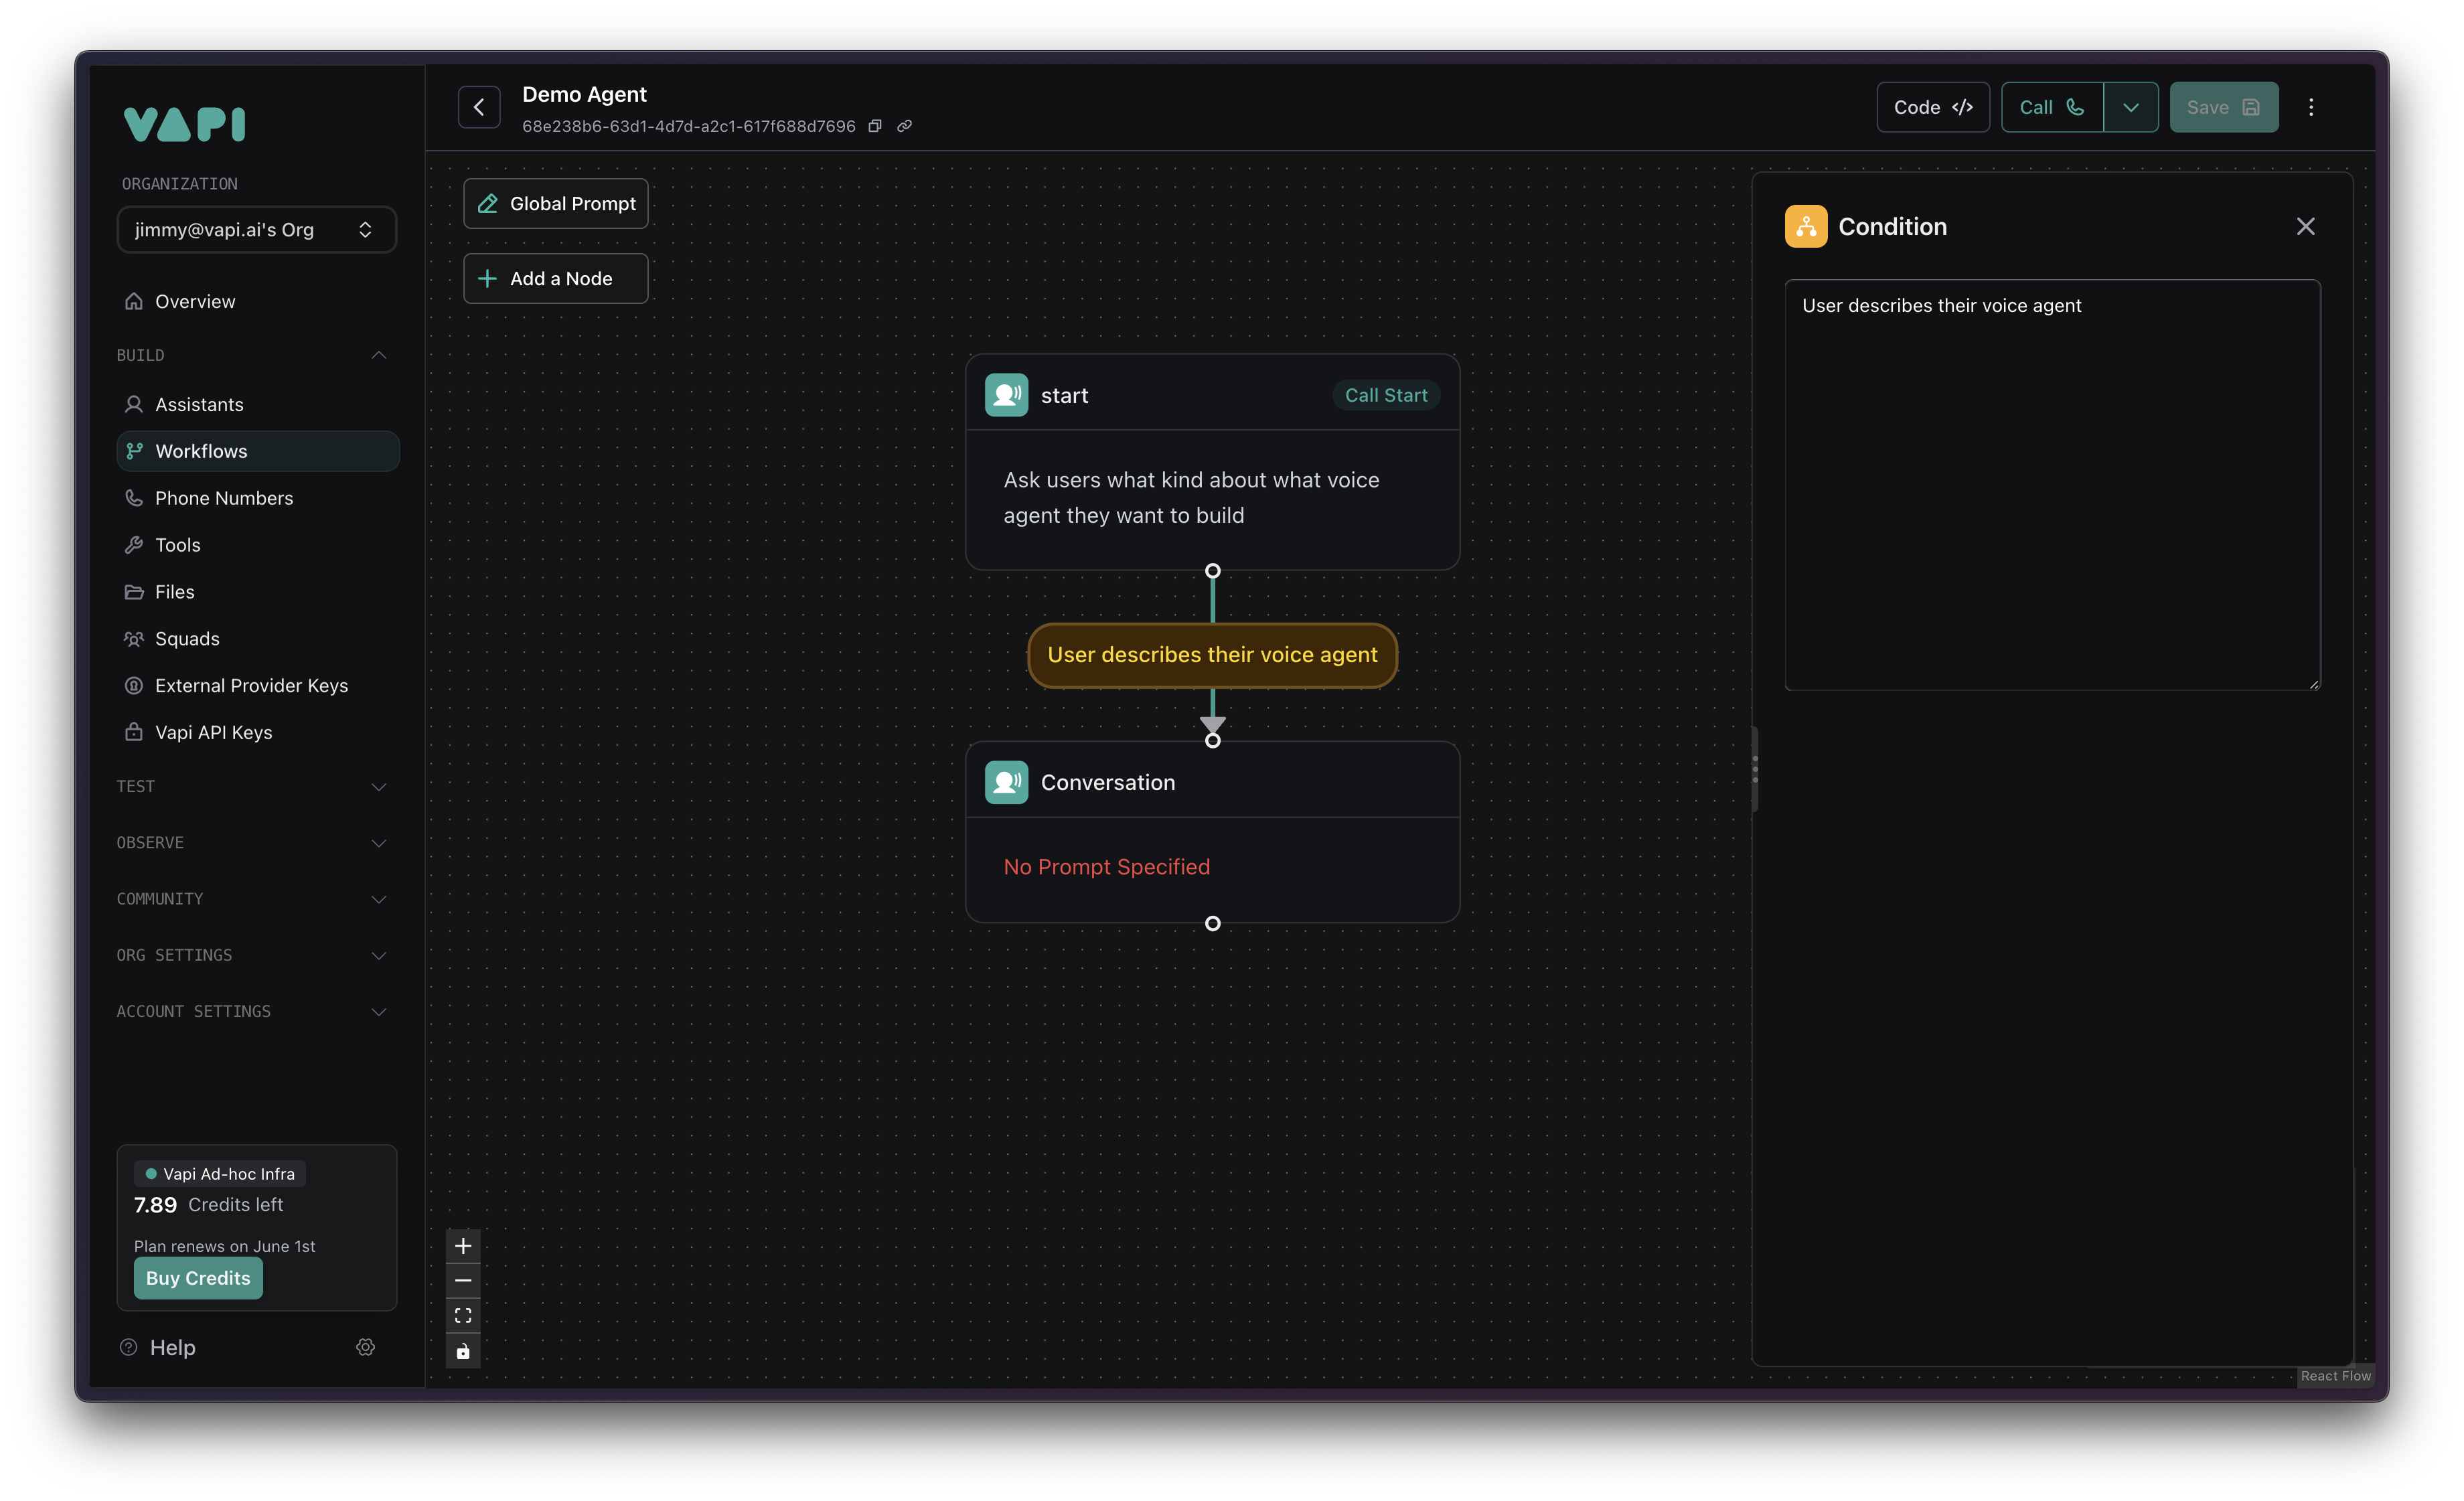 VAPI
ORGANIZATION
jimmy@vapi.ai's Org
Overview
BUILD
Assistants
Workflows
Phone Numbers
Tools
Files
Squads
External Provider Keys
Vapi API Keys
TEST
OBSERVE
COMMUNITY
ORG SETTINGS
ACCOUNT SETTINGS
Vapi Ad-hoc Infra
7.89 Credits left
Plan renews on June 1st
Buy Credits
Help
Demo Agent
68e238b6-63d1-4d7d-a2c1-617f688d7696
Code </>
Call
Save
Global Prompt
Add a Node
start
Call Start
Ask users what kind about what voice
agent they want to build
User describes their voice agent
Conversation
No Prompt Specified
Condition
User describes their voice agent
React Flow